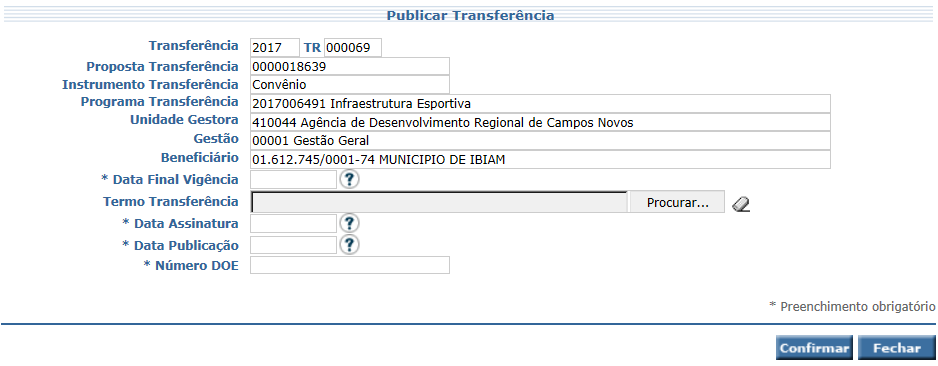 Publicar Transferência
Transferência 2017 TR 000069
Proposta Transferência 0000018639
Instrumento Transferência Convênio
Programa Transferência 2017006491 Infraestrutura Esportiva
Unidade Gestora 410044 Agência de Desenvolvimento Regional de Campos Novos
Gestão 00001 Gestão Geral
Beneficiário 01.612.745/0001-74 MUNICIPIO DE IBIAM
* Data Final Vigência ?
Termo Transferência Procurar...
* Data Assinatura ?
* Data Publicação ?
* Número DOE
* Preenchimento obrigatório
Confirmar Fechar